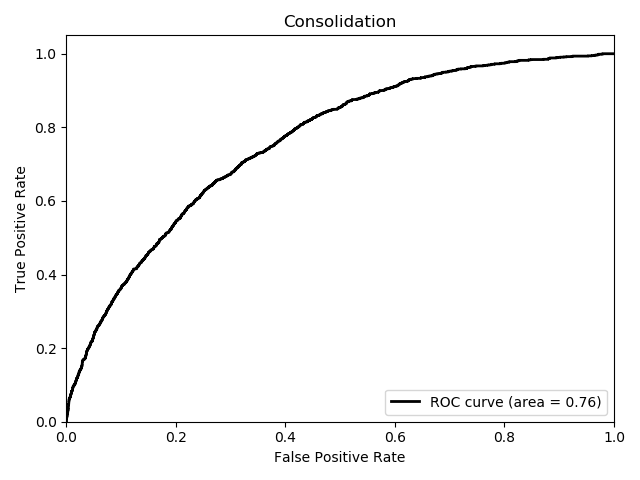 Consolidation
1.0
0.8
0.6
0.4
0.2
0.0
True Positive Rate
ROC curve (area = 0.76)
0.0 0.2 0.4 0.6 0.8 1.0
False Positive Rate